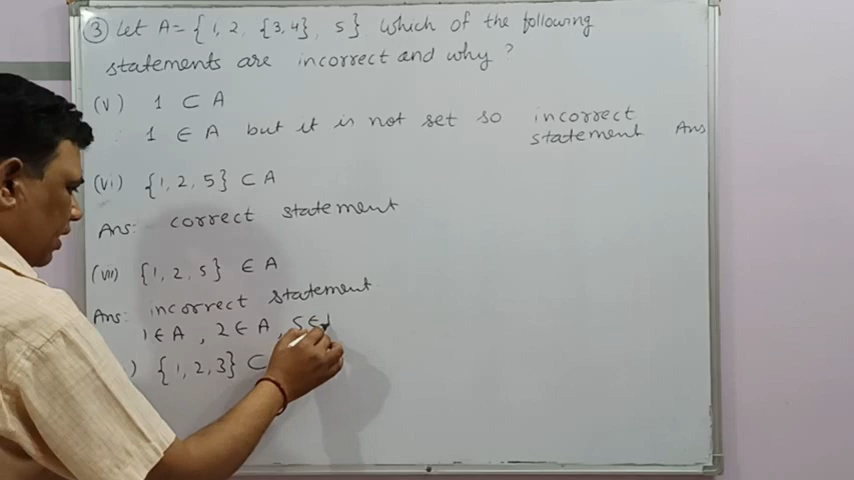 ③ Let A = { 1, 2, {3,4}, 5 } which of the following
statements are incorrect and why ?
(v) 1 ⊂ A
∴ 1 ∈ A but it is not set so incorrect
statement Ans
(vi) {1, 2, 5} ⊂ A
Ans: correct statement
(vii) {1, 2, 5} ∈ A
Ans: incorrect statement
1 ∈ A , 2 ∈ A , 5 ∈
) {1, 2, 3} ⊂